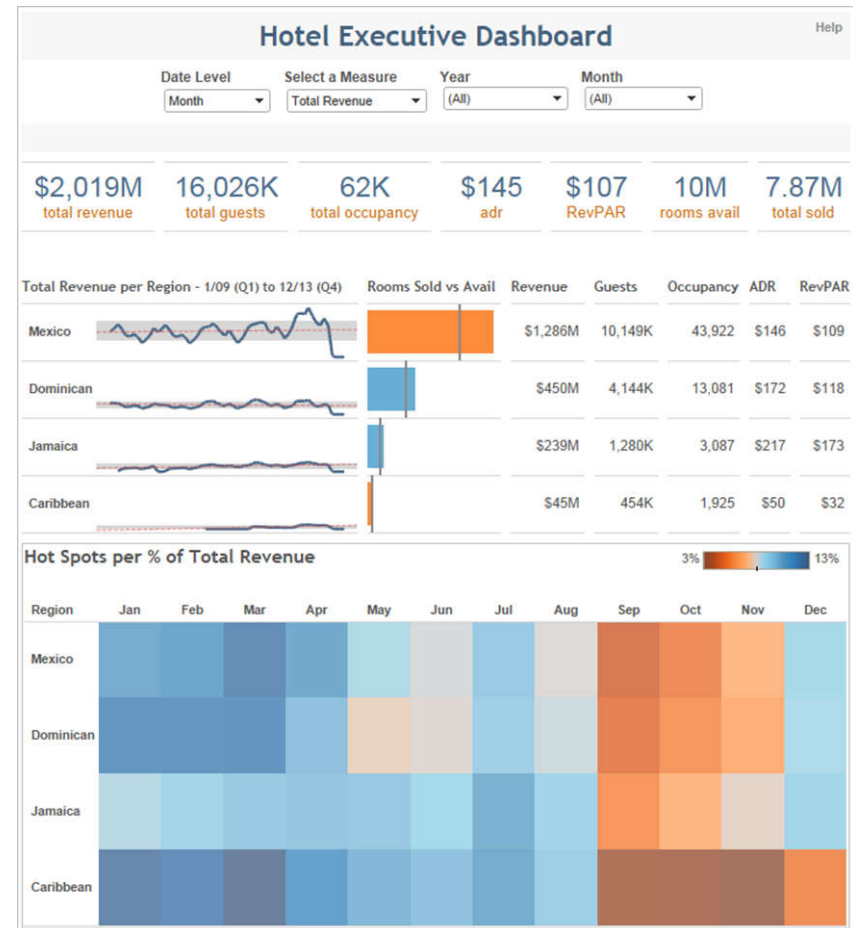 Hotel Executive Dashboard
Help
Date Level Select a Measure Year Month
Month Total Revenue (All) (All)
$2,019M 16,026K 62K $145 $107 10M 7.87M
total revenue total guests total occupancy adr RevPAR rooms avail total sold
Total Revenue per Region - 1/09 (Q1) to 12/13 (Q4) Rooms Sold vs Avail Revenue Guests Occupancy ADR RevPAR
Mexico $1,286M 10,149K 43,922 $146 $109
Dominican $450M 4,144K 13,081 $172 $118
Jamaica $239M 1,280K 3,087 $217 $173
Caribbean $45M 454K 1,925 $50 $32
Hot Spots per % of Total Revenue 3% 13%
Region Jan Feb Mar Apr May Jun Jul Aug Sep Oct Nov Dec
Mexico
Dominican
Jamaica
Caribbean